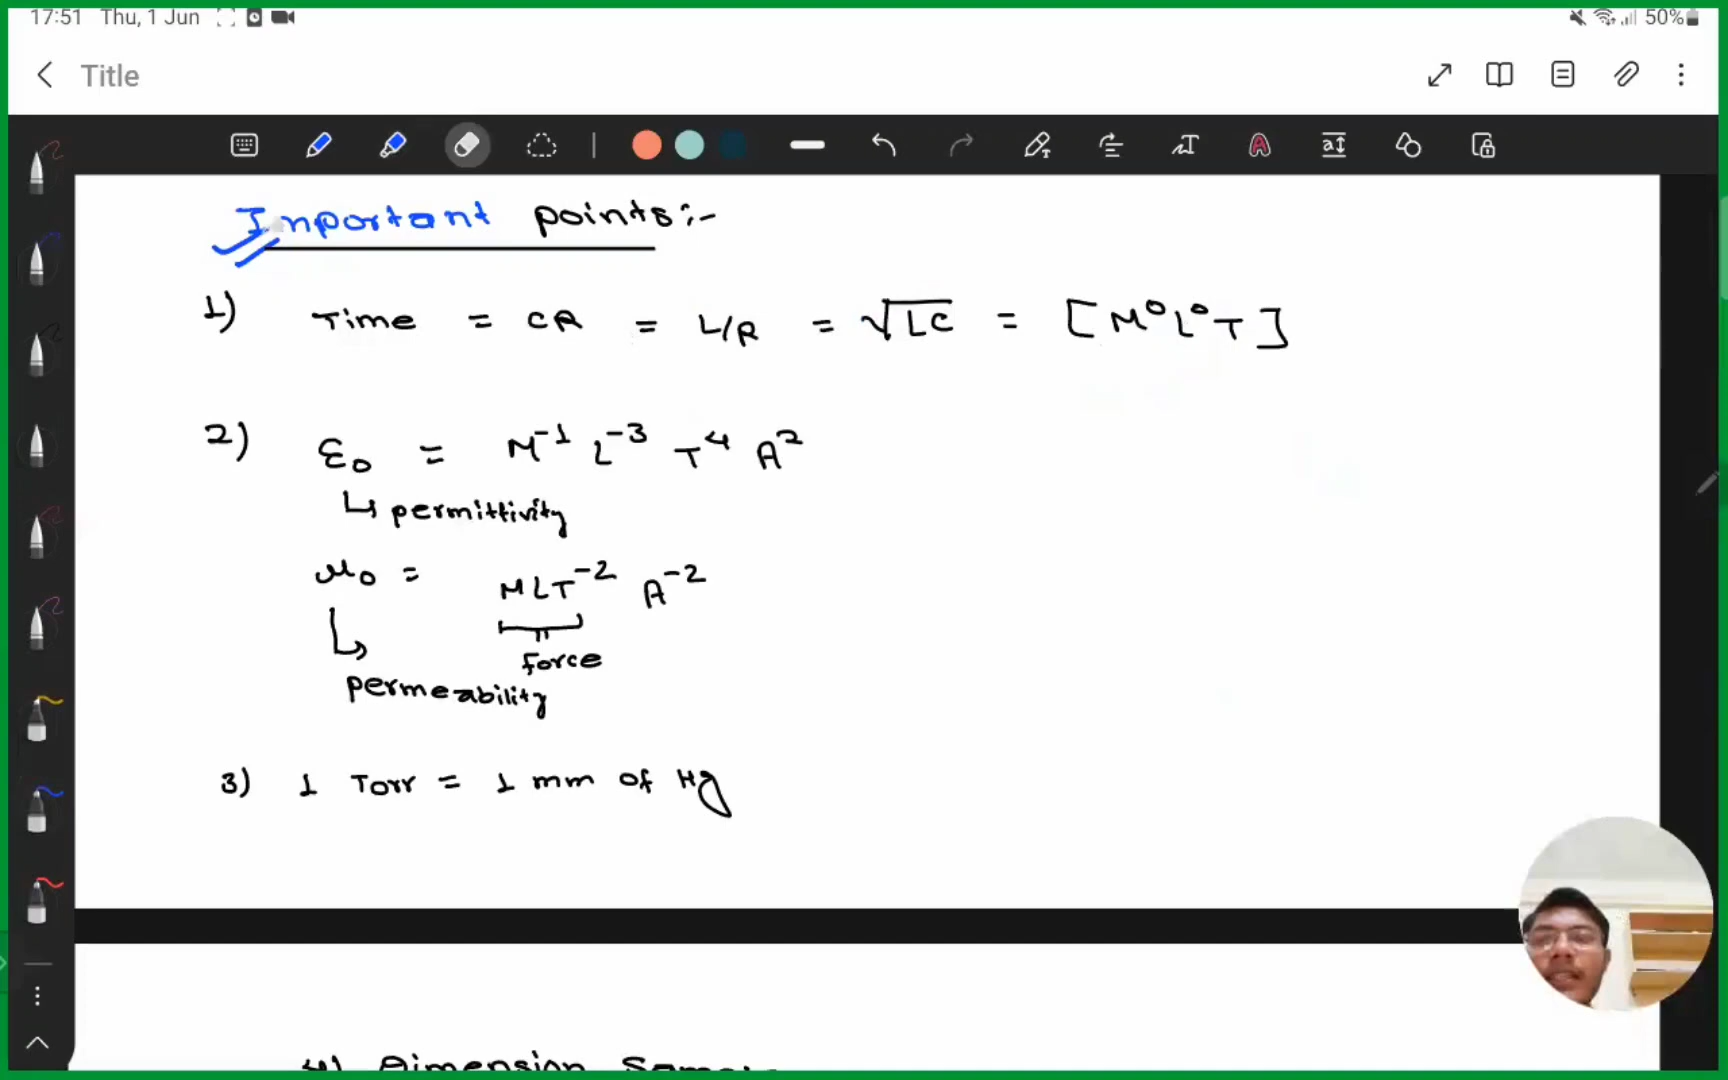 17:51 Thu, 1 Jun 50%
Title
Important points:-
1) Time = CR = L/R = √LC = [M⁰L⁰T]
2) ε₀ = M⁻¹ L⁻³ T⁴ A²
↳ permittivity
μ₀ = MLT⁻² A⁻²
force
permeability
3) 1 Torr = 1 mm of Hg
Dimension